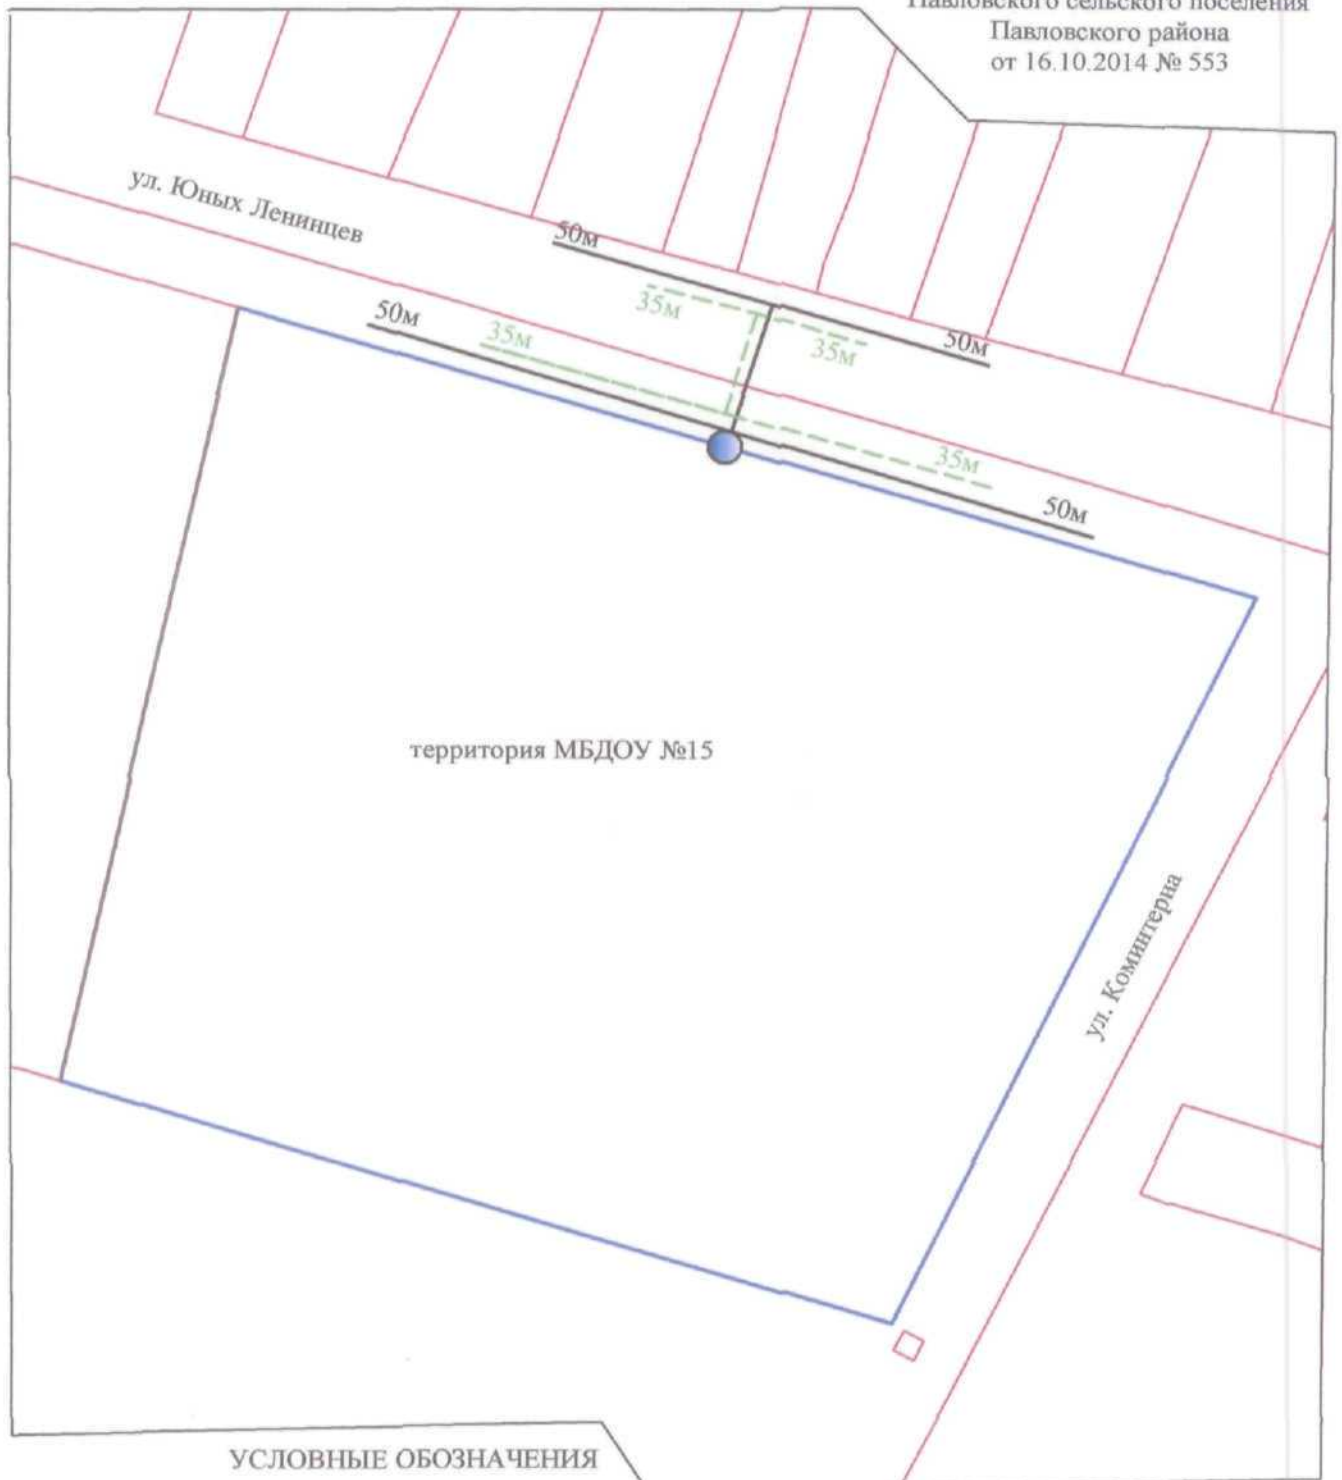 Павловского сельского поселения
Павловского района
от 16.10.2014 № 553
ул. Юных Ленинцев
50м
35м
35м
50м
50м
35м
35м
50м
территория МБДОУ №15
ул. Коминтерна
УСЛОВНЫЕ ОБОЗНАЧЕНИЯ